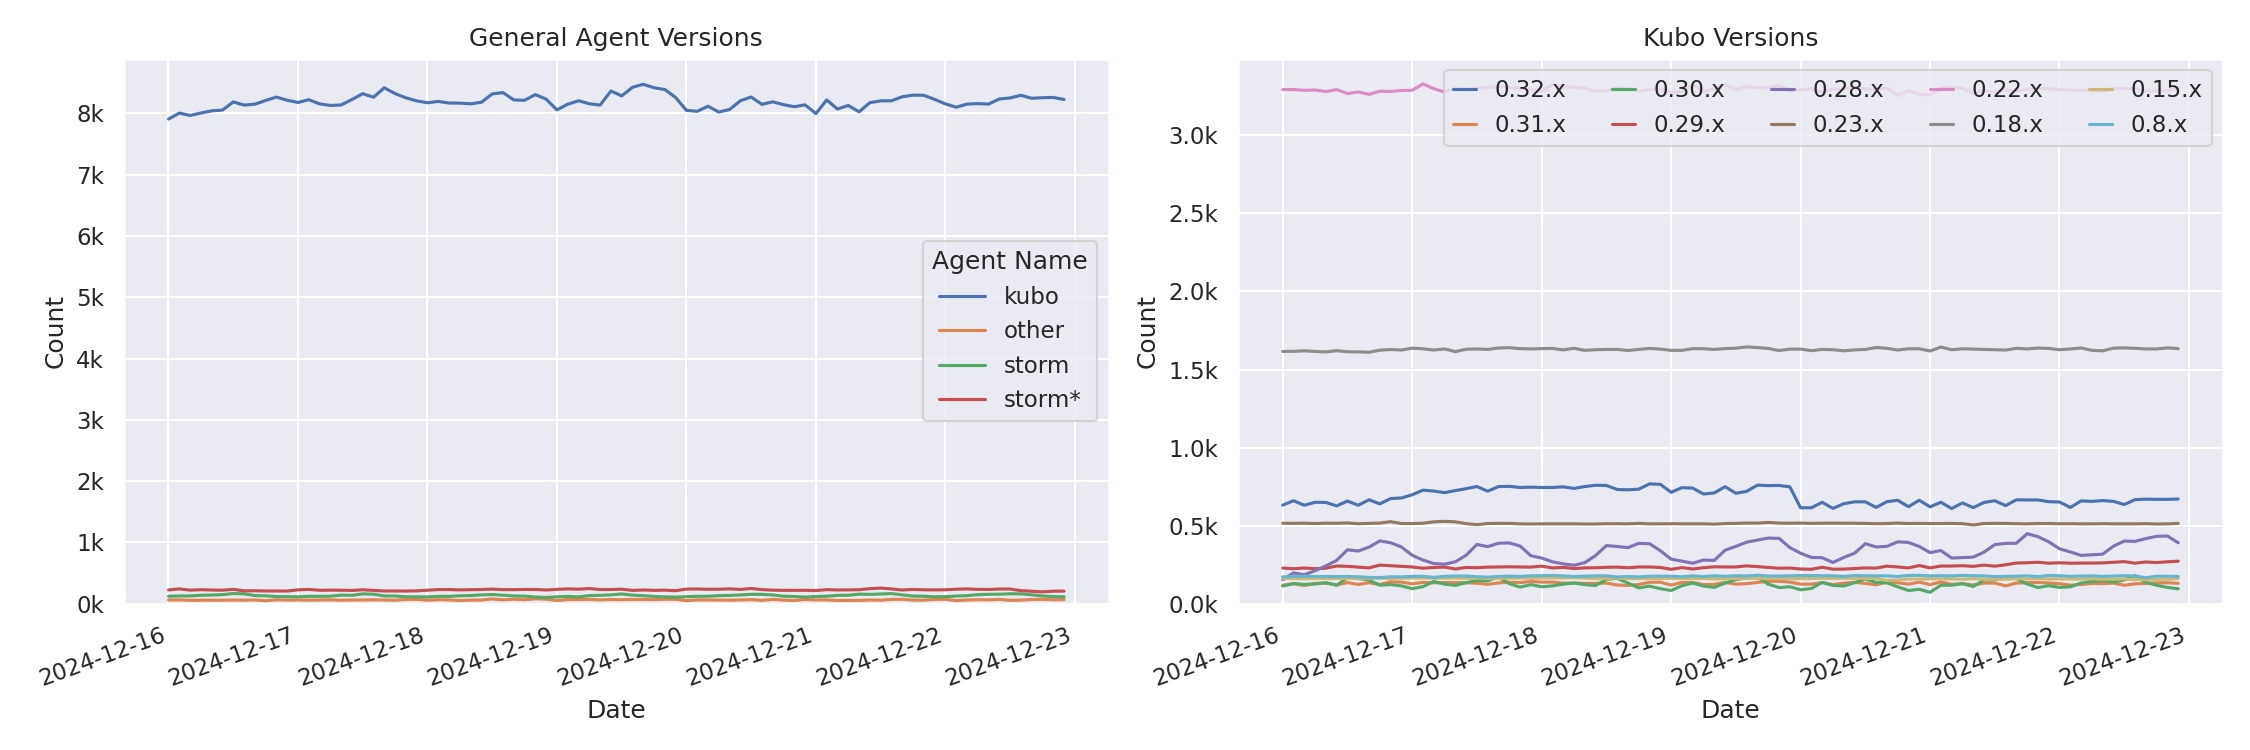 General Agent Versions
8k
7k
6k
5k
4k
3k
2k
1k
0k
Count
Agent Name
kubo
other
storm
storm*
2024-12-16 2024-12-17 2024-12-18 2024-12-19 2024-12-20 2024-12-21 2024-12-22 2024-12-23
Date
Kubo Versions
0.32.x 0.30.x 0.28.x 0.22.x 0.15.x
0.31.x 0.29.x 0.23.x 0.18.x 0.8.x
3.0k
2.5k
2.0k
1.5k
1.0k
0.5k
0.0k
Count
2024-12-16 2024-12-17 2024-12-18 2024-12-19 2024-12-20 2024-12-21 2024-12-22 2024-12-23
Date